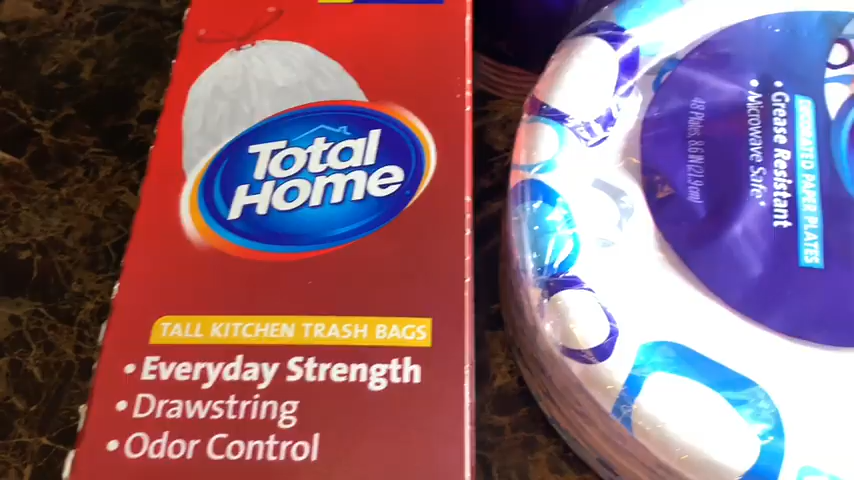 Total
Home
TALL KITCHEN TRASH BAGS
• Everyday Strength
• Drawstring
• Odor Control
DECORATED PAPER PLATES
• Grease Resistant
• Microwave Safe*
48 Plates, 8.6 IN (21.9 cm)